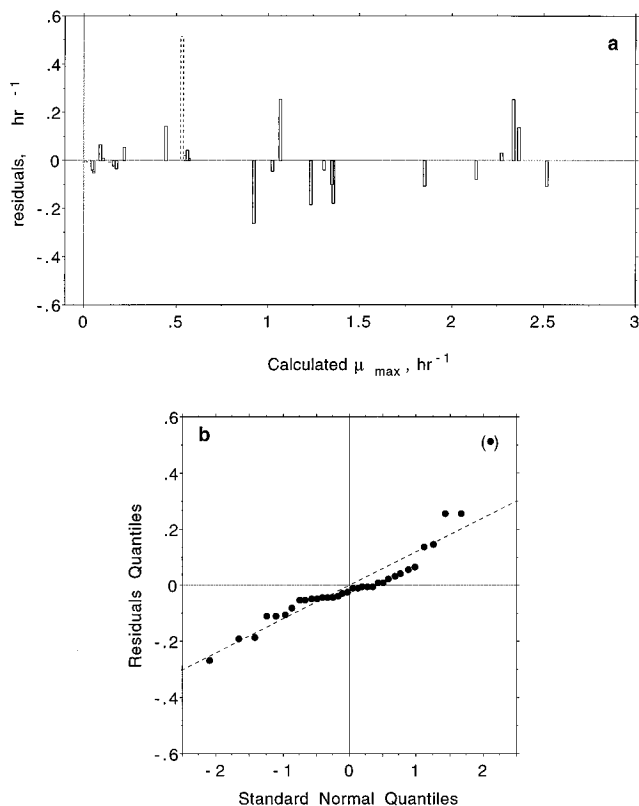 a
.6
.4
.2
0
-.2
-.4
-.6
residuals, hr -1
0 .5 1 1.5 2 2.5 3
Calculated μ max , hr -1
b
(•)
.6
.4
.2
0
-.2
-.4
-.6
Residuals Quantiles
-2 -1 0 1 2
Standard Normal Quantiles